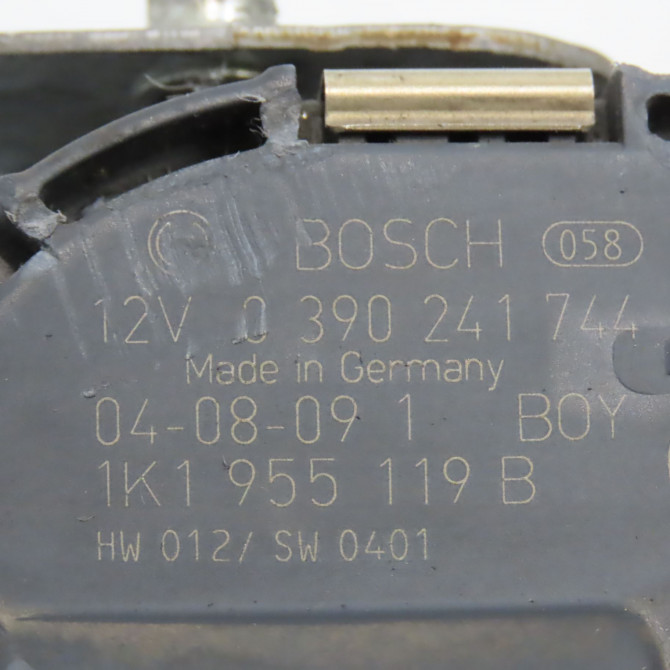 BOSCH 058
12V 0 390 241 744
Made in Germany
04-08-09 1 BOY
1K1 955 119 B
HW 012/ SW 0401